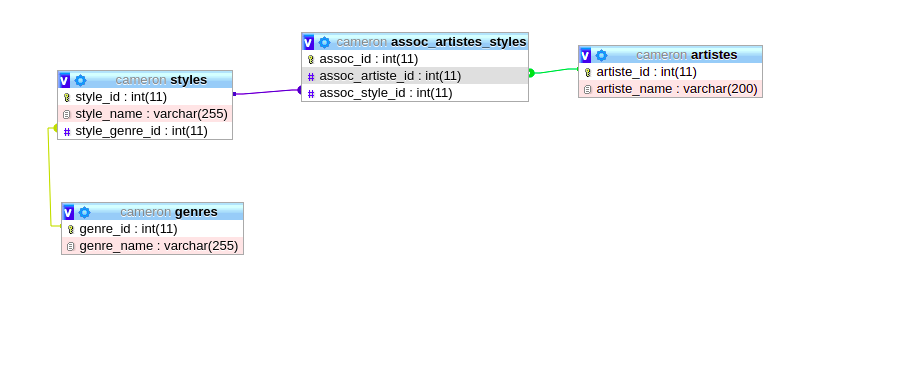 v cameron assoc_artistes_styles
assoc_id : int(11)
# assoc_artiste_id : int(11)
# assoc_style_id : int(11)
v cameron artistes
artiste_id : int(11)
artiste_name : varchar(200)
v cameron styles
style_id : int(11)
style_name : varchar(255)
# style_genre_id : int(11)
v cameron genres
genre_id : int(11)
genre_name : varchar(255)